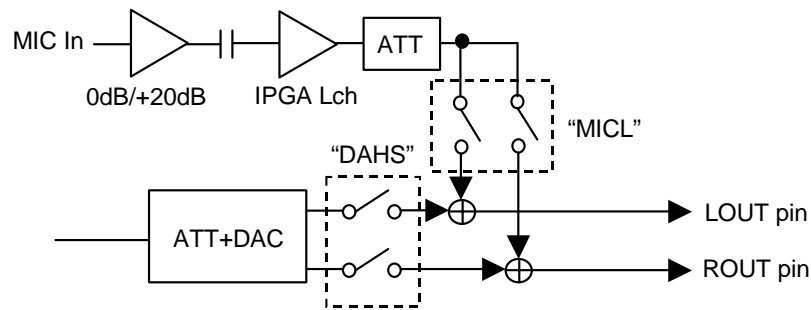 MIC In
ATT
0dB/+20dB
IPGA Lch
“MICL”
“DAHS”
ATT+DAC
LOUT pin
ROUT pin